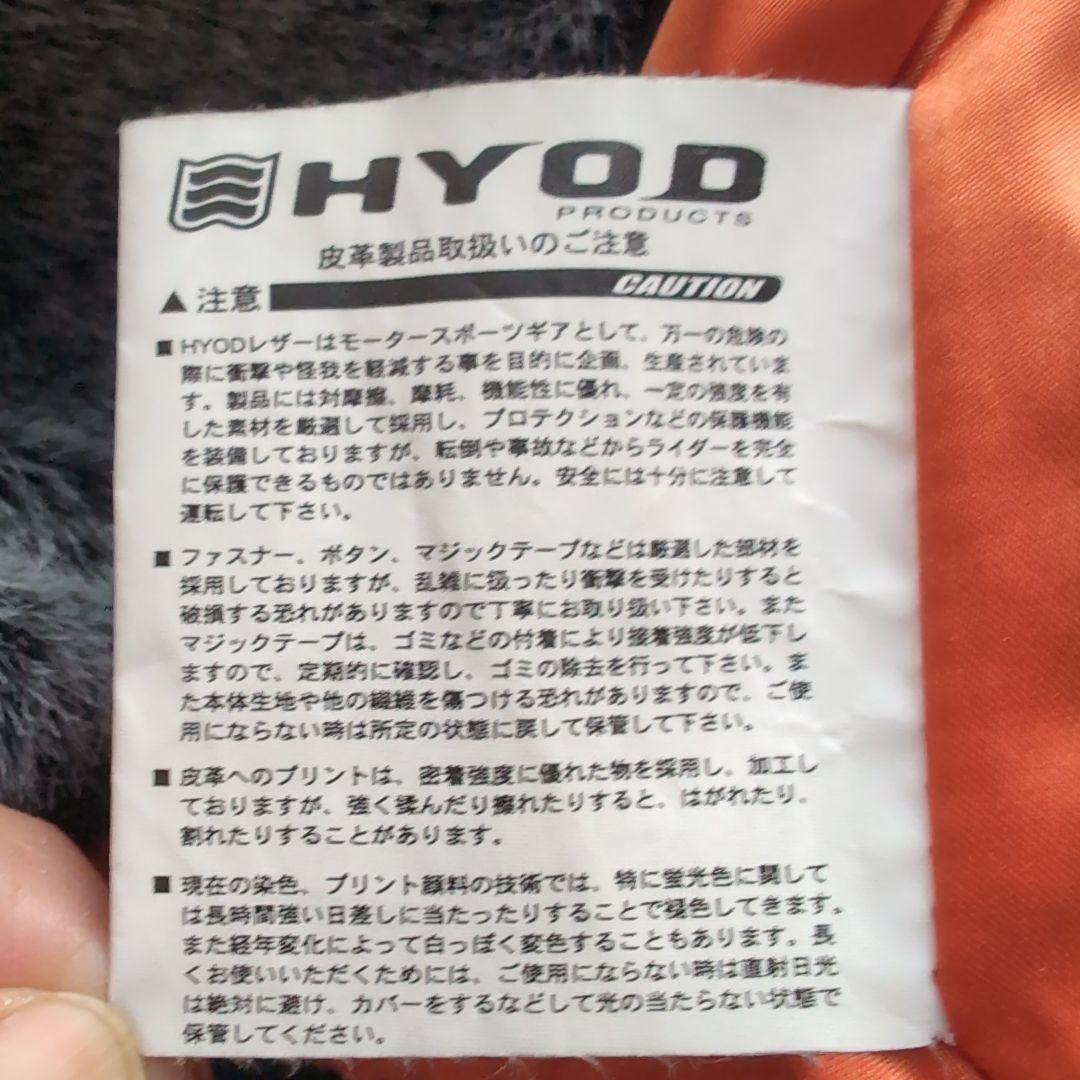 HYOD
PRODUCTS
皮革製品取扱いのご注意
▲注意 CAUTION
■HYODレザーはモータースポーツギアとして、万一の危険の
際に衝撃や怪我を軽減する事を目的に企画、生産されていま
す。製品には対摩擦、摩耗、機能性に優れ、一定の強度を有
した素材を厳選して採用し、プロテクションなどの保護機能
を装備しておりますが、転倒や事故などからライダーを完全
に保護できるものではありません。安全には十分に注意して
運転して下さい。
■ファスナー、ボタン、マジックテープなどは厳選した部材を
採用しておりますが、乱雑に扱ったり衝撃を受けたりすると
破損する恐れがありますので丁寧にお取り扱い下さい。また
マジックテープは、ゴミなどの付着により接着強度が低下し
ますので、定期的に確認し、ゴミの除去を行って下さい。ま
た本体生地や他の繊維を傷つける恐れがありますので、ご使
用にならない時は所定の状態に戻して保管して下さい。
■皮革へのプリントは、密着強度に優れた物を採用し、加工し
ておりますが、強く揉んだり擦れたりすると、はがれたり、
割れたりすることがあります。
■現在の染色、プリント顔料の技術では、特に蛍光色に関して
は長時間強い日差しに当たったりすることで褪色してきます。
また経年変化によって白っぽく変色することもあります。長
くお使いいただくためには、ご使用にならない時は直射日光
は絶対に避け、カバーをするなどして光の当たらない状態で
保管してください。